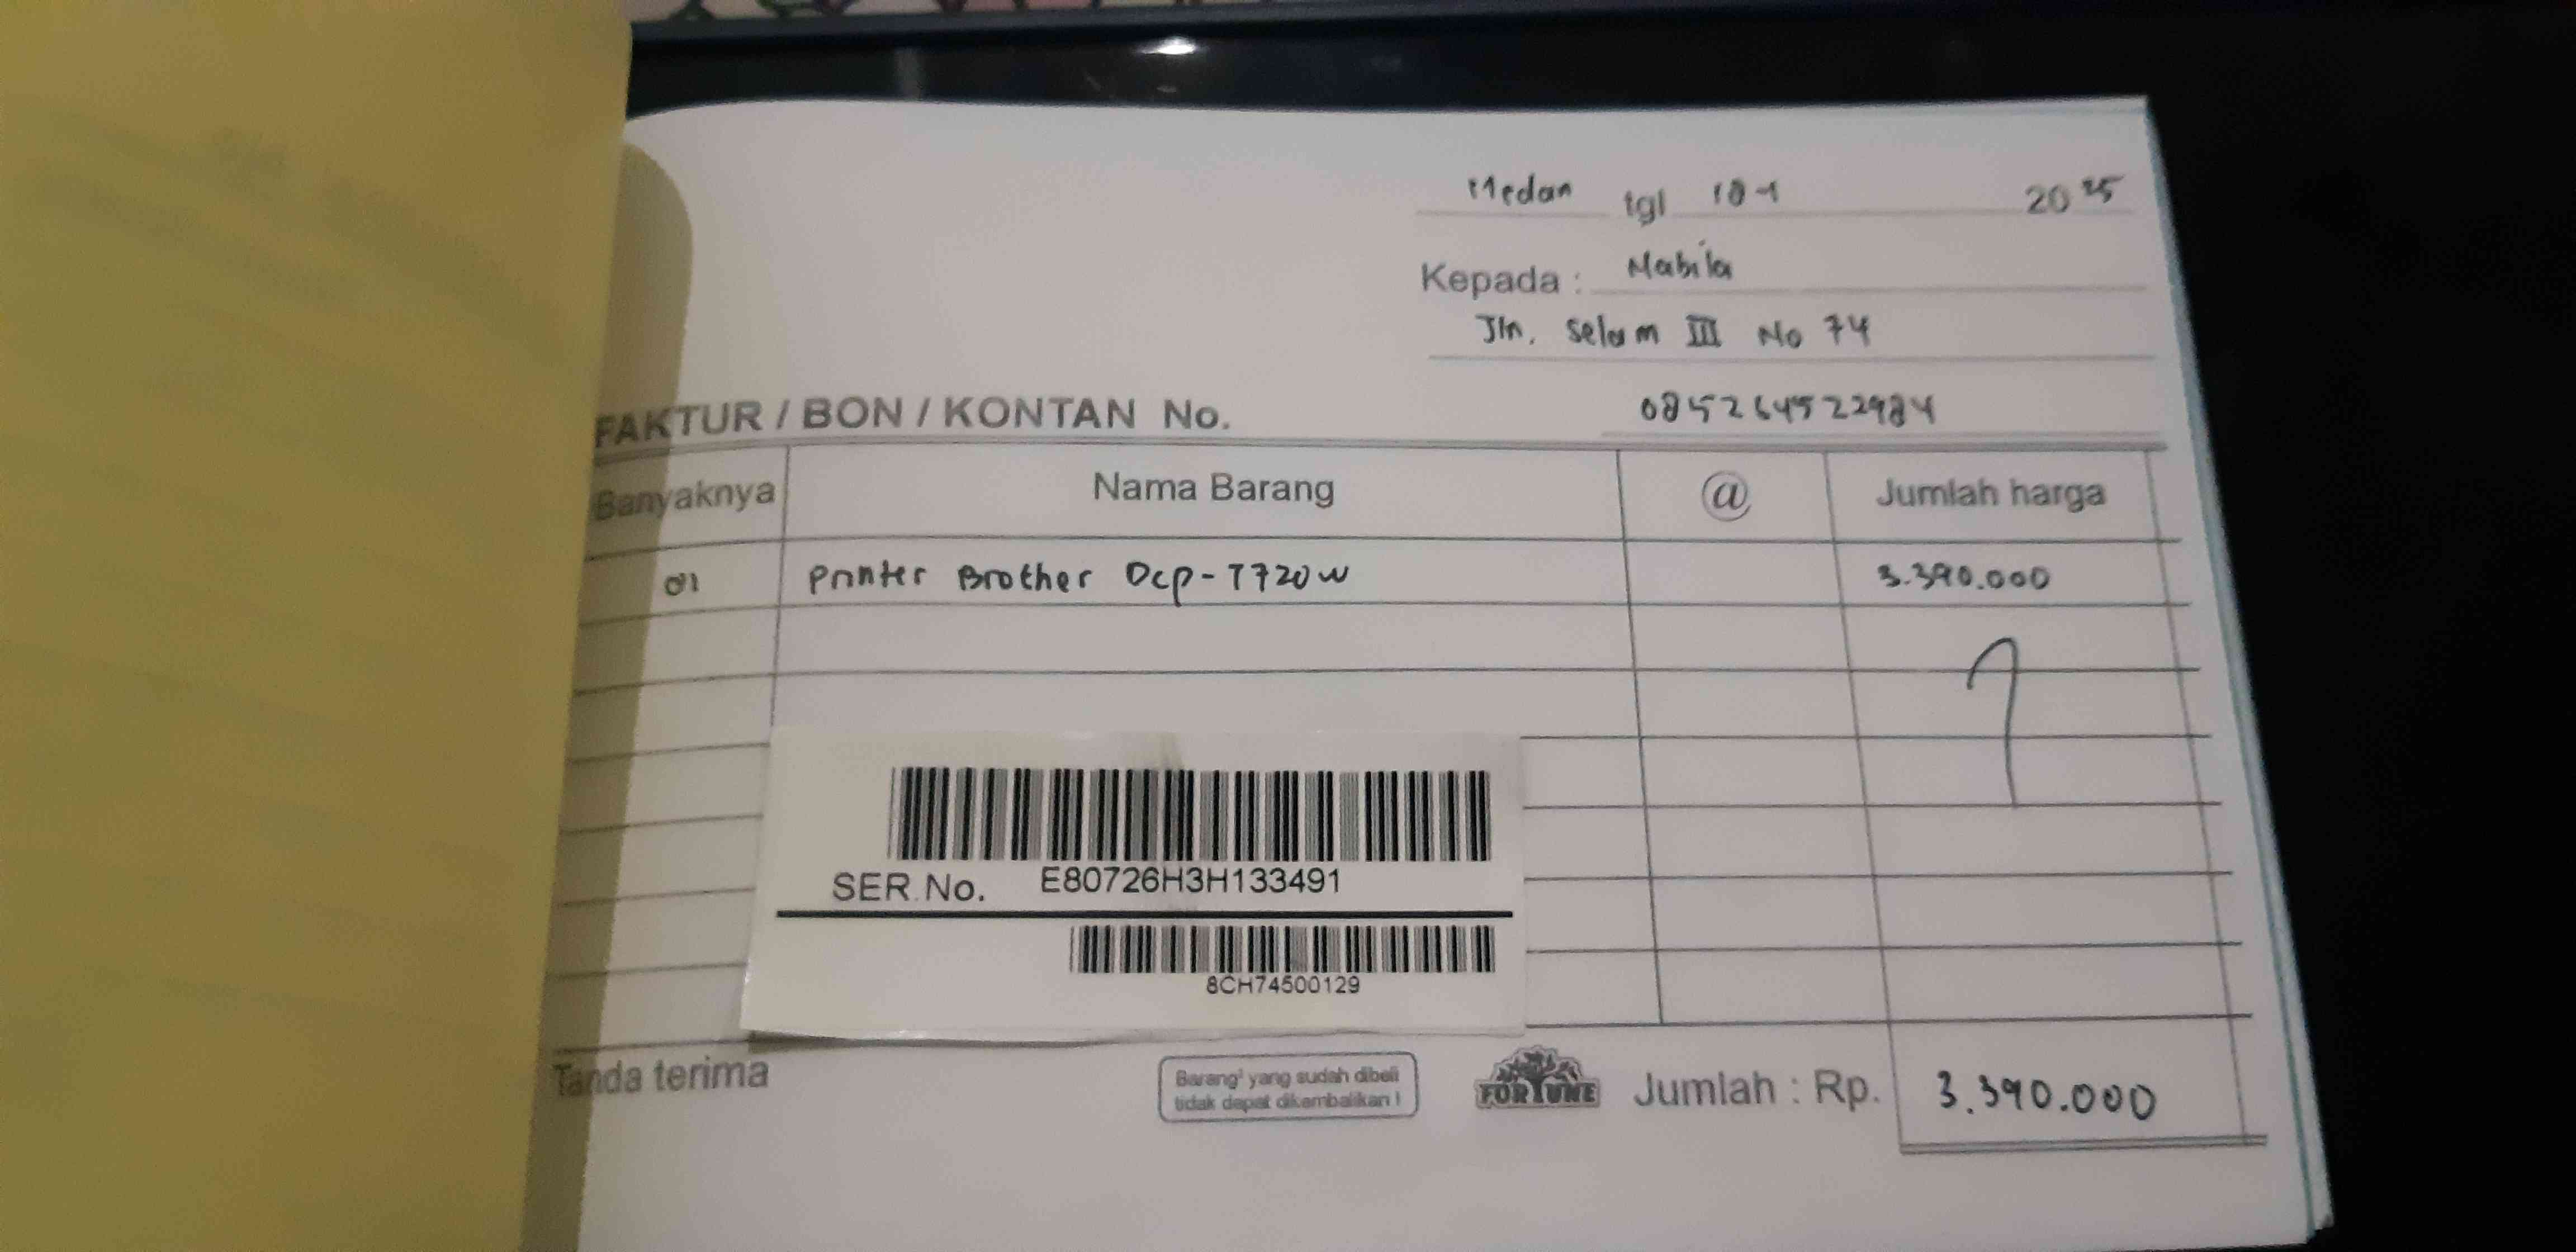 Medan tgl 18-1 2025
Kepada : Nabila
Jln. Selam III No 74
FAKTUR / BON / KONTAN No.
085264522984
Banyaknya Nama Barang @ Jumlah harga
01 Printer Brother Dcp-T720W 3.390.000
SER.No. E80726H3H133491
8CH74500129
Tanda terima
Barang² yang sudah dibeli
tidak dapat dikembalikan !
FORTUNE
Jumlah : Rp. 3.390.000